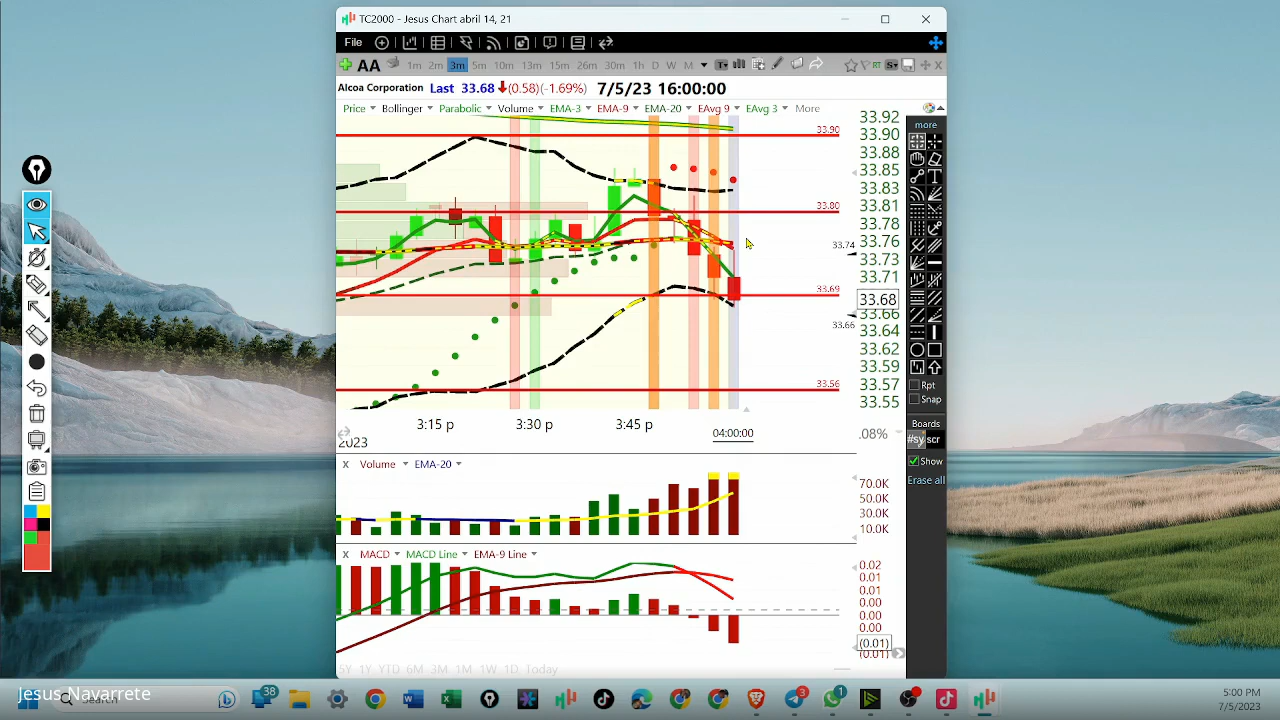 TC2000 - Jesus Chart abril 14, 21
File
AA 1m 2m 3m 5m 10m 13m 15m 26m 30m 1h D W M RT
Alcoa Corporation Last 33.68 (0.58)(-1.69%) 7/5/23 16:00:00
Price Bollinger Parabolic Volume EMA-3 EMA-9 EMA-20 EAvg 9 EAvg 3 More
more
33.92
33.90
33.90
33.88
33.85
33.83
33.80
33.81
33.78
33.76
33.74
33.73
33.71
33.69
33.68
33.66
33.66
33.64
33.62
33.59
33.56
33.57
33.55
Rpt
Snap
3:15 p 3:30 p 3:45 p 04:00:00
2023
.08%
Boards
#sy scr
Show
Erase all
X Volume EMA-20
70.0K
50.0K
30.0K
10.0K
X MACD MACD Line EMA-9 Line
0.02
0.01
0.01
0.00
0.00
0.00
(0.01)
(0.01)
5Y 1Y YTD 6M 3M 1M 1W 1D Today
Jesus Navarrete
38
3
1
5:00 PM
7/5/2023